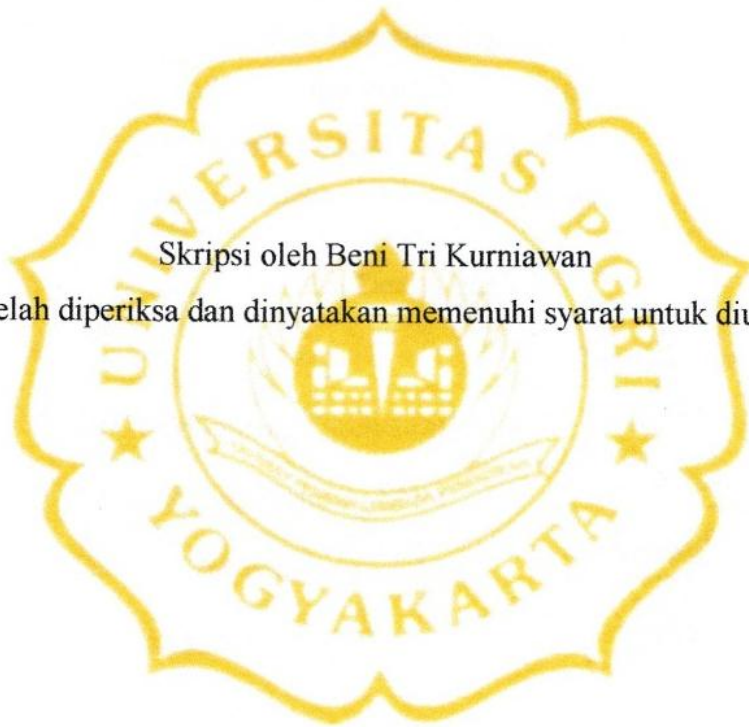 UNIVERSITAS PGRI
Skripsi oleh Beni Tri Kurniawan
elah diperiksa dan dinyatakan memenuhi syarat untuk diu
★ YOGYAKARTA ★